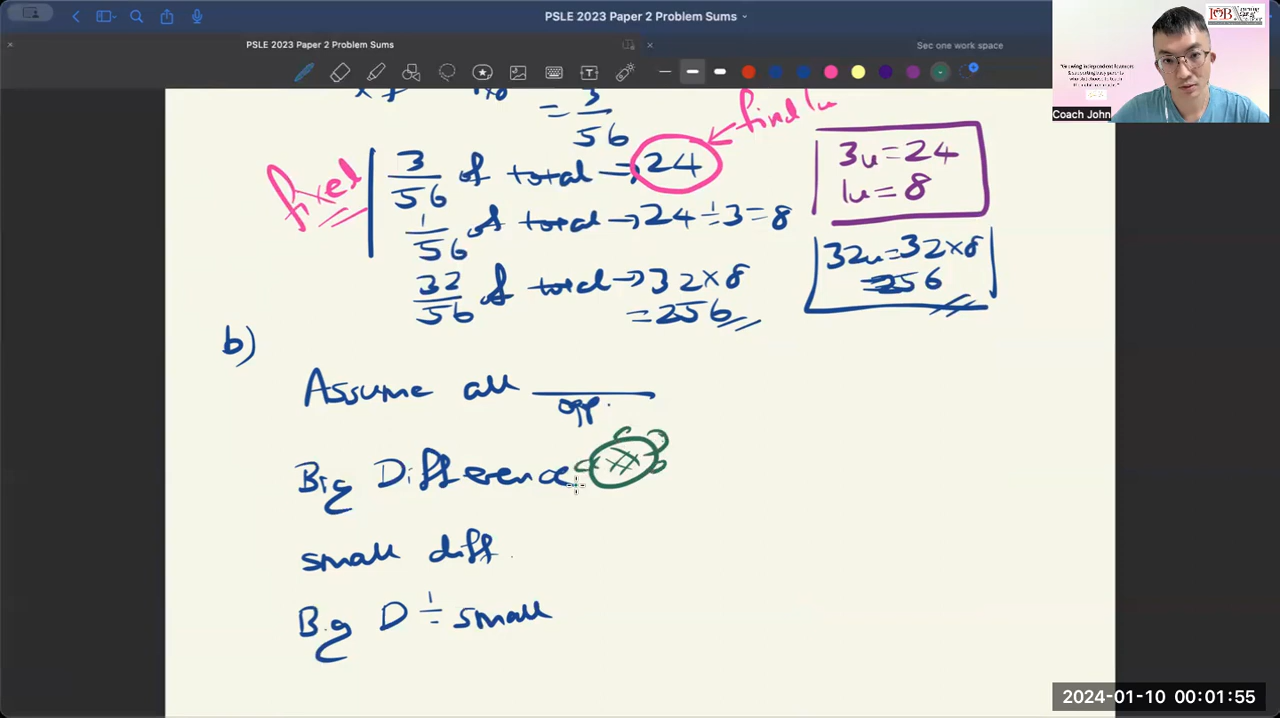 PSLE 2023 Paper 2 Problem Sums
PSLE 2023 Paper 2 Problem Sums
Sec one work space
Coach John
= 3/56
find 1u
fixed
3/56 of total → 24
1/56 of total → 24 ÷ 3 = 8
32/56 of total → 32 × 8
= 256
3u = 24
1u = 8
32u = 32 × 8
= 256
b)
Assume all
opp.
Big Difference
small diff
Big D ÷ small
2024-01-10 00:01:55